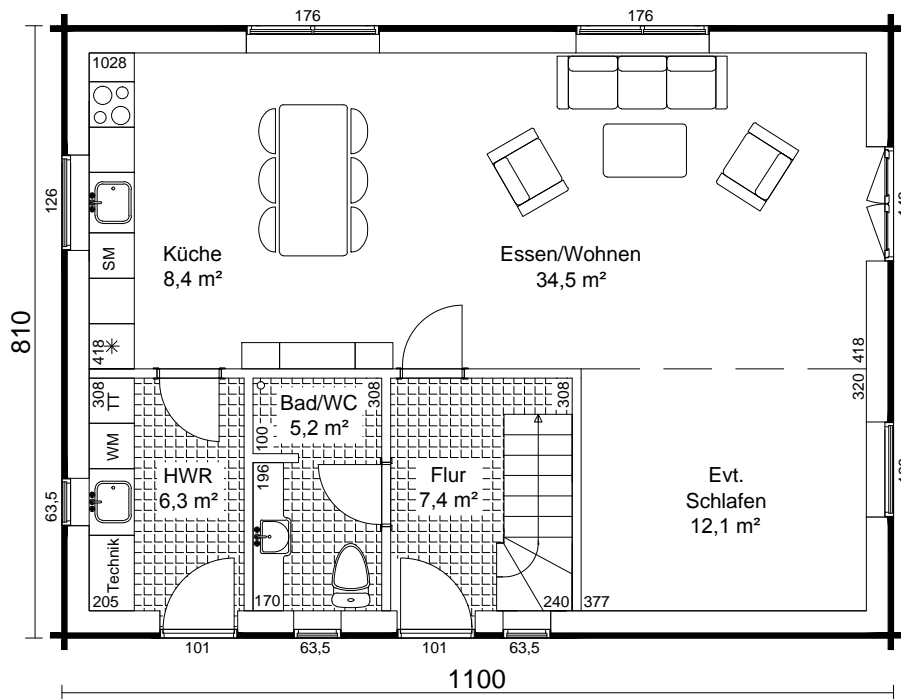 176
176
1028
126
SM
Küche
8,4 m²
Essen/Wohnen
34,5 m²
810
418
418
308
TT
308
308
320
Bad/WC
5,2 m²
100
WM
196
HWR
6,3 m²
Flur
7,4 m²
Evt.
Schlafen
12,1 m²
63,5
Technik
205
170
240
377
101
63,5
101
63,5
1100